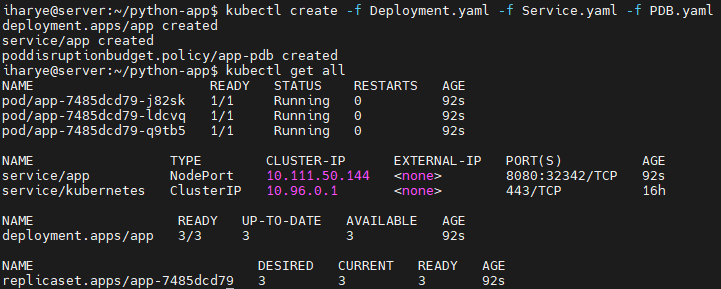 iharye@server:~/python-app$ kubectl create -f Deployment.yaml -f Service.yaml -f PDB.yaml
deployment.apps/app created
service/app created
poddisruptionbudget.policy/app-pdb created
iharye@server:~/python-app$ kubectl get all
NAME                       READY   STATUS    RESTARTS   AGE
pod/app-7485dcd79-j82sk   1/1     Running   0          92s
pod/app-7485dcd79-ldcvq   1/1     Running   0          92s
pod/app-7485dcd79-q9tb5   1/1     Running   0          92s
NAME                 TYPE        CLUSTER-IP      EXTERNAL-IP   PORT(S)          AGE
service/app          NodePort    10.111.50.144   <none>        8080:32342/TCP   92s
service/kubernetes   ClusterIP   10.96.0.1       <none>        443/TCP          16h
NAME                  READY   UP-TO-DATE   AVAILABLE   AGE
deployment.apps/app   3/3     3            3           92s
NAME                            DESIRED   CURRENT   READY   AGE
replicaset.apps/app-7485dcd79   3         3         3       92s